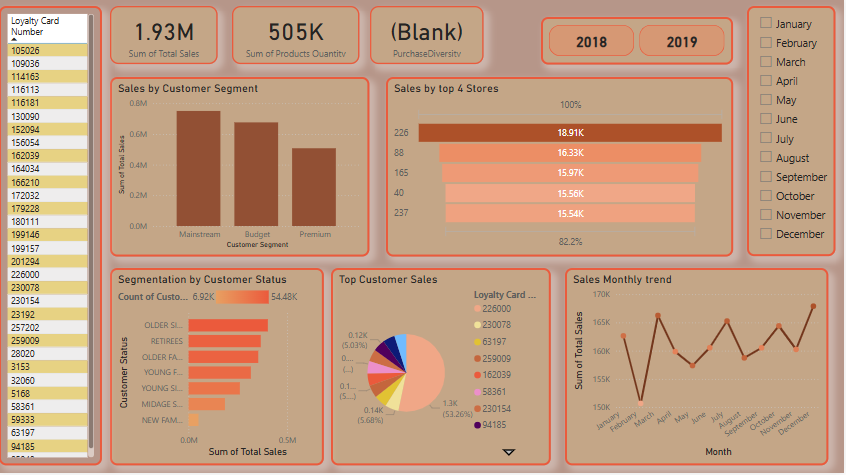 Loyalty Card
Number
105026
109036
114163
116113
116181
130090
152094
156054
162039
164034
166210
172032
179228
180111
199146
199157
201294
226000
230078
230154
23192
257202
259009
28020
3153
32060
5168
58361
59333
63197
94185
1.93M
Sum of Total Sales
505K
Sum of Products Quantity
(Blank)
PurchaseDiversity
2018
2019
January
February
March
April
May
June
July
August
September
October
November
December
Sales by Customer Segment
Sum of Total Sales
0.8M
0.6M
0.4M
0.2M
0.0M
Mainstream
Budget
Premium
Customer Segment
Sales by top 4 Stores
100%
226
18.91K
88
16.33K
165
15.97K
40
15.56K
237
15.54K
82.2%
Segmentation by Customer Status
Count of Custo...
6.92K
54.48K
Customer Status
OLDER SI...
RETIREES
OLDER FA...
YOUNG F...
YOUNG SI...
MIDAGE S...
NEW FAM...
0.0M
0.5M
Sum of Total Sales
Top Customer Sales
0.12K
(5.03%)
0....
(...)
0.1...
(5....)
0.14K
(5.68%)
1.3K
(53.26%)
Loyalty Card ...
226000
230078
63197
259009
162039
58361
230154
94185
Sales Monthly trend
Sum of Total Sales
170K
165K
160K
155K
150K
January
February
March
April
May
June
July
August
September
October
November
December
Month